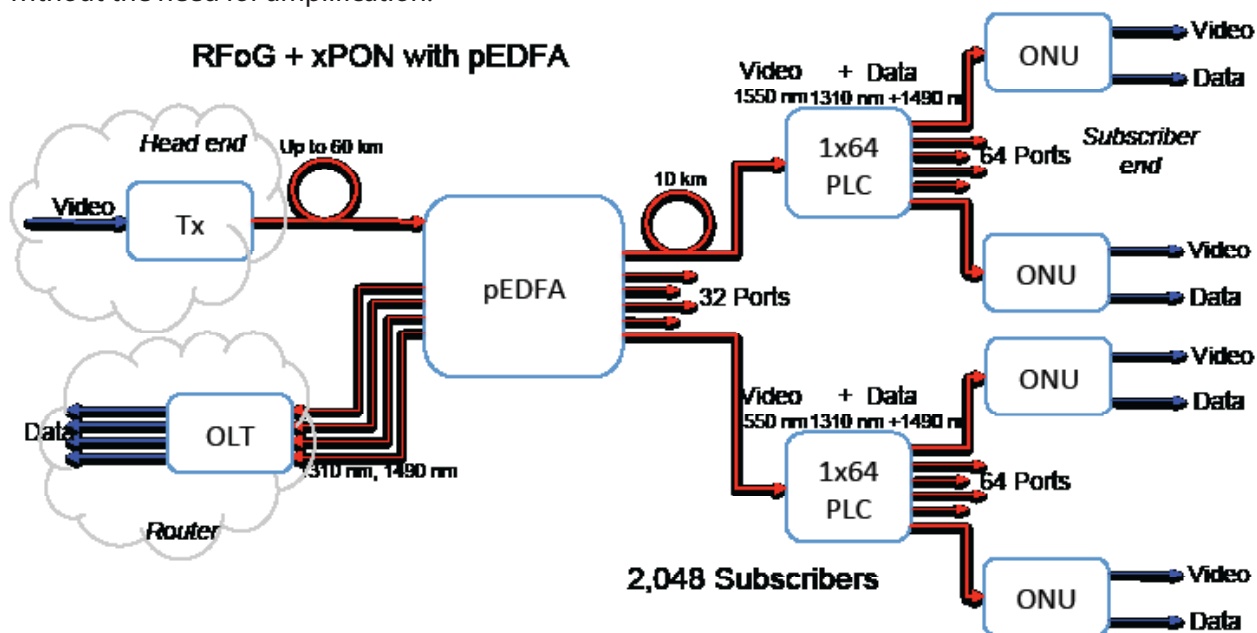 without the need for amplification.
RFoG + xPON with pEDFA
Head end
Video
Tx
Up to 60 km
pEDFA
10 km
32 Ports
Data
OLT
1310 nm, 1490 nm
Router
Video + Data
1550 nm 1310 nm +1490 nm
1x64
PLC
64 Ports
Subscriber
end
ONU
Video
Data
ONU
Video
Data
Video + Data
1550 nm 1310 nm +1490 nm
1x64
PLC
64 Ports
ONU
Video
Data
ONU
Video
Data
2,048 Subscribers